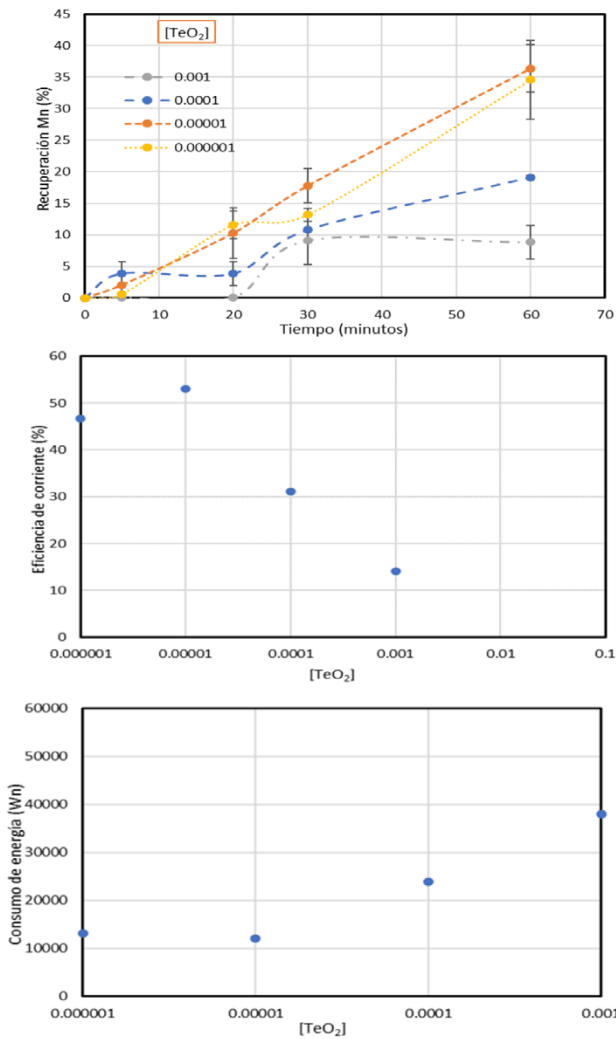 45
40
35
30
25
20
15
10
5
0
Recuperación Mn (%)
[TeO₂]
0.001
0.0001
0.00001
0.000001
0 10 20 30 40 50 60 70
Tiempo (minutos)
60
50
40
30
20
10
0
Eficiencia de corriente (%)
0.000001 0.00001 0.0001 0.001 0.01 0.1
[TeO₂]
60000
50000
40000
30000
20000
10000
0
Consumo de energía (Wn)
0.000001 0.00001 0.0001 0.001
[TeO₂]